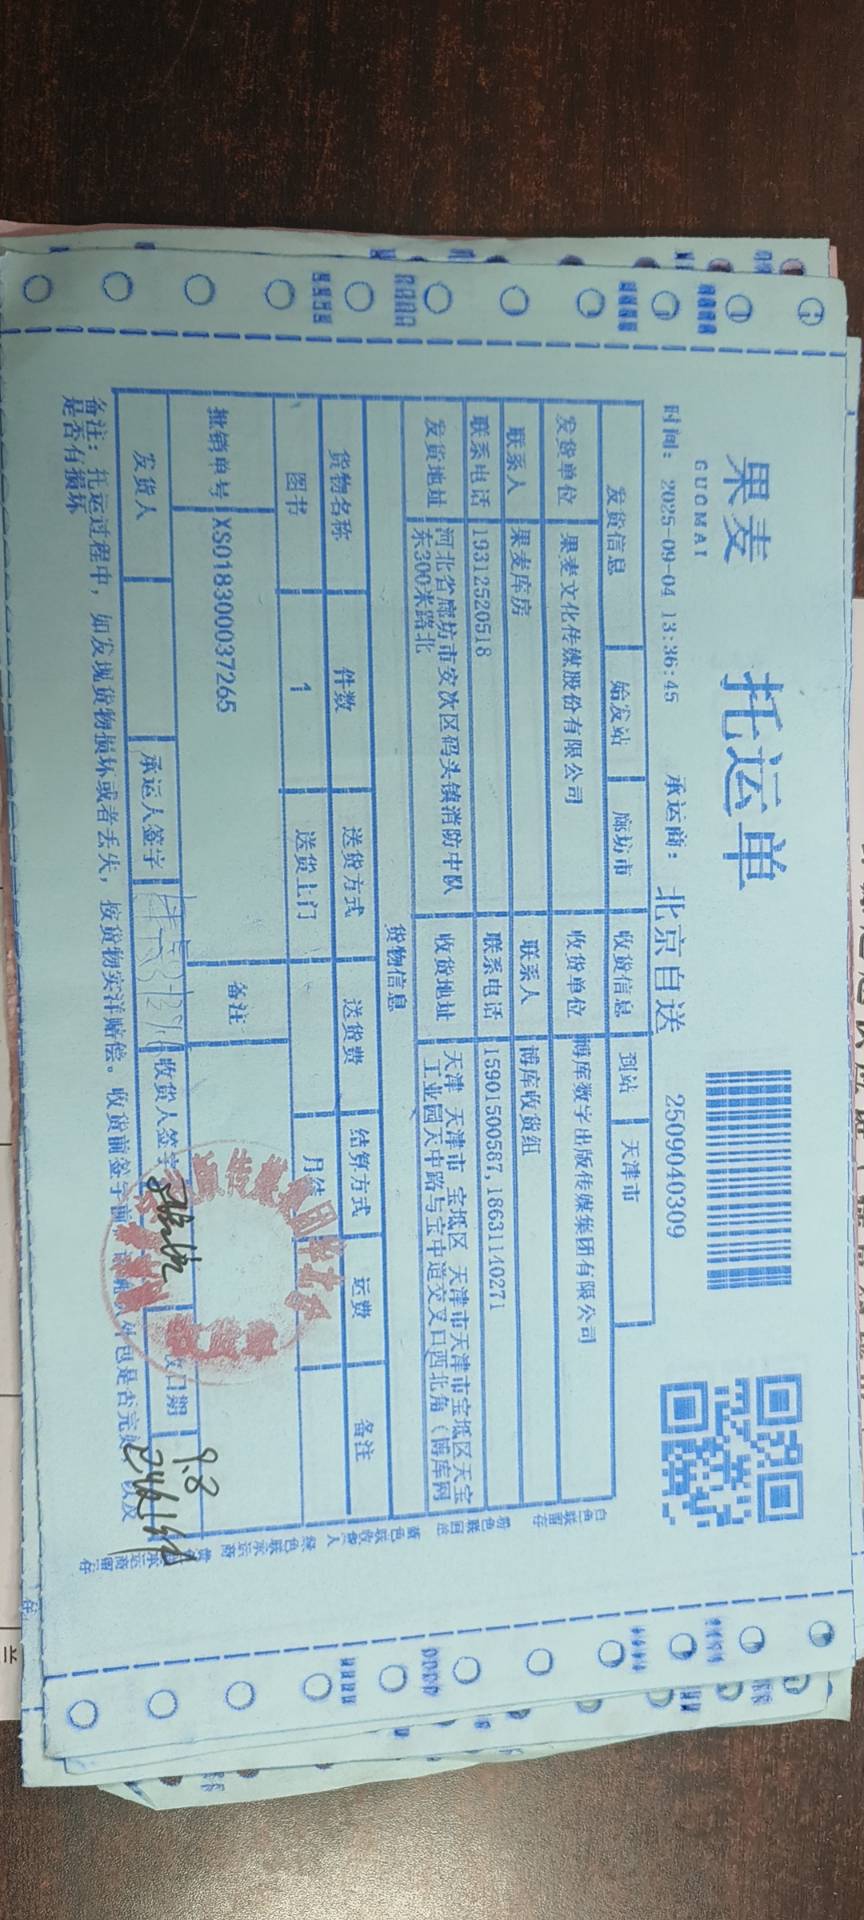 果麦
GUOMAI
托运单
时间: 2025-09-04 13:36:45 承运商: 北京自送 2509040309
发货信息 始发站 廊坊市 收货信息 到站 天津市
发货单位 果麦文化传媒股份有限公司 收货单位 博库数字出版传媒集团有限公司
联系人 果麦库房 联系人 博库收货组
联系电话 19312520518 联系电话 15901500587,18631140271
发货地址 河北省廊坊市安次区码头镇消防中队 收货地址 天津 天津市 宝坻区 天津市天津市宝坻区天宝
东300米路北 工业园天中路与宝中道交叉口西北角（博库网
货物信息
货物名称 件数 送货方式 送货费 结算方式 运费 备注
图书 1 送货上门 月结
批销单号 XS018300037265 备注
发货人 承运人签字 收货人签字 日期 9.8
备注: 托运过程中, 如发现货物损坏或者丢失, 按货物实洋赔偿。收货前签字前 外包是否完 以及
是否有损坏